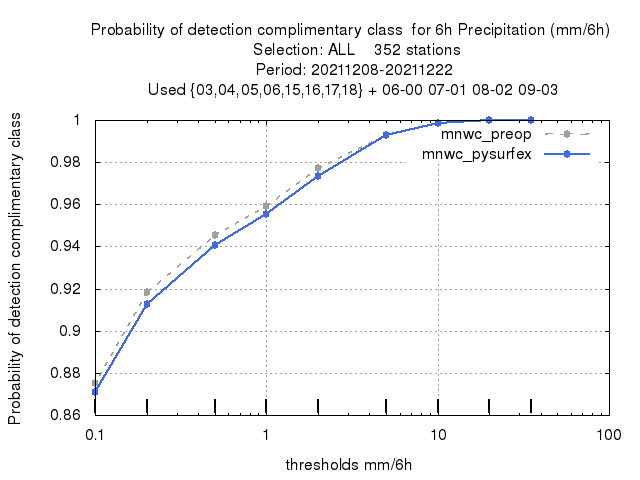 Probability of detection complimentary class  for 6h Precipitation (mm/6h)
Selection: ALL    352 stations
Period: 20211208-20211222
Used {03,04,05,06,15,16,17,18} + 06-00 07-01 08-02 09-03
Probability of detection complimentary class
1
0.98
0.96
0.94
0.92
0.9
0.88
0.86
mnwc_preop
mnwc_pysurfex
0.1
1
10
100
thresholds mm/6h